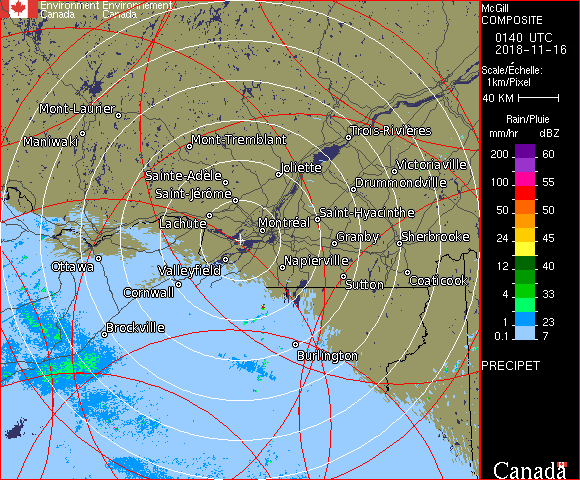 Environment Environnement
Canada Canada
McGill
COMPOSITE
0140 UTC
2018-11-16
Scale/Échelle:
1km/Pixel
40 KM
Rain/Pluie
mm/hr dBZ
200 60
100 55
50 50
24 45
12 40
4 33
1 23
0.1 7
PRECIPET
Canada
Mont-Laurier
Maniwaki
Mont-Tremblant
Trois-Rivières
Joliette
Victoriaville
Sainte-Adèle
Drummondville
Saint-Jérôme
Lachute
Saint-Hyacinthe
Montréal
Granby
Sherbrooke
Ottawa
Valleyfield
Napierville
Sutton
Coaticook
Cornwall
Brockville
Burlington